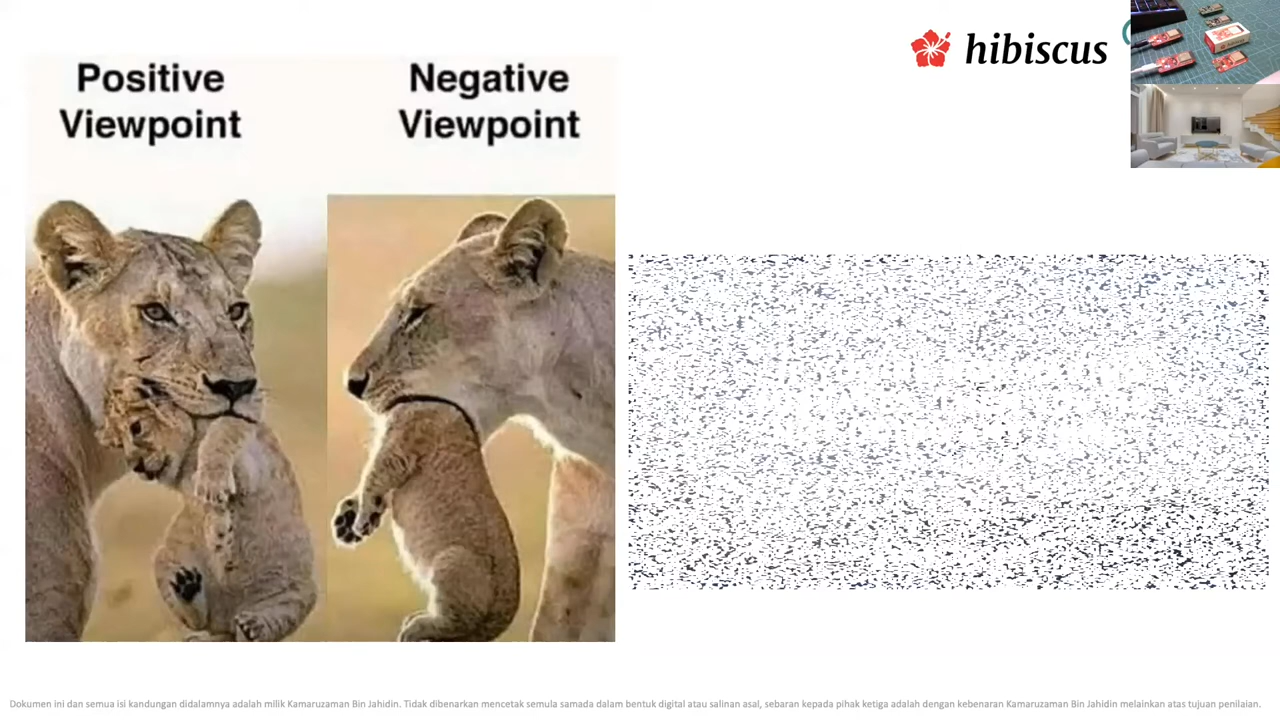 Positive
Viewpoint
Negative
Viewpoint
hibiscus
Dokumen ini dan semua isi kandungan didalamnya adalah milik Kamaruzaman Bin Jahidin. Tidak dibenarkan mencetak semula samada dalam bentuk digital atau salinan asal, sebaran kepada pihak ketiga adalah dengan kebenaran Kamaruzaman Bin Jahidin melainkan atas tujuan penilaian.